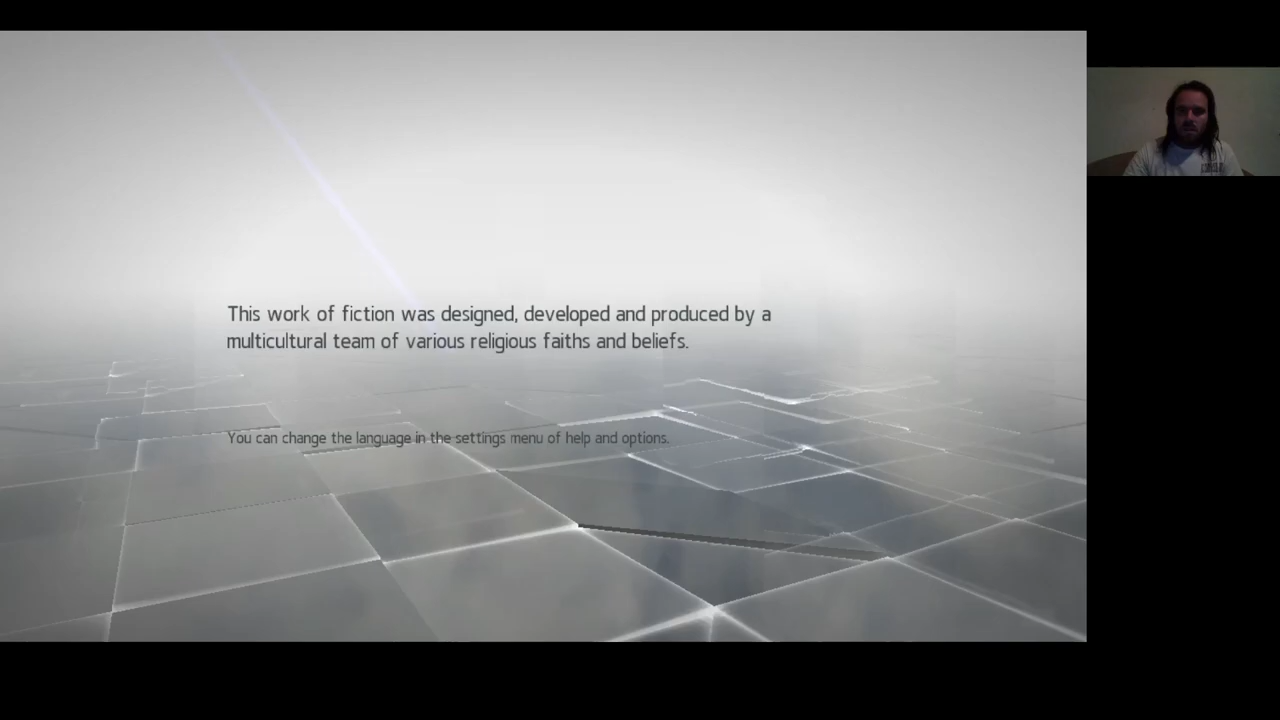 This work of fiction was designed, developed and produced by a
multicultural team of various religious faiths and beliefs.
You can change the language in the settings menu of help and options.